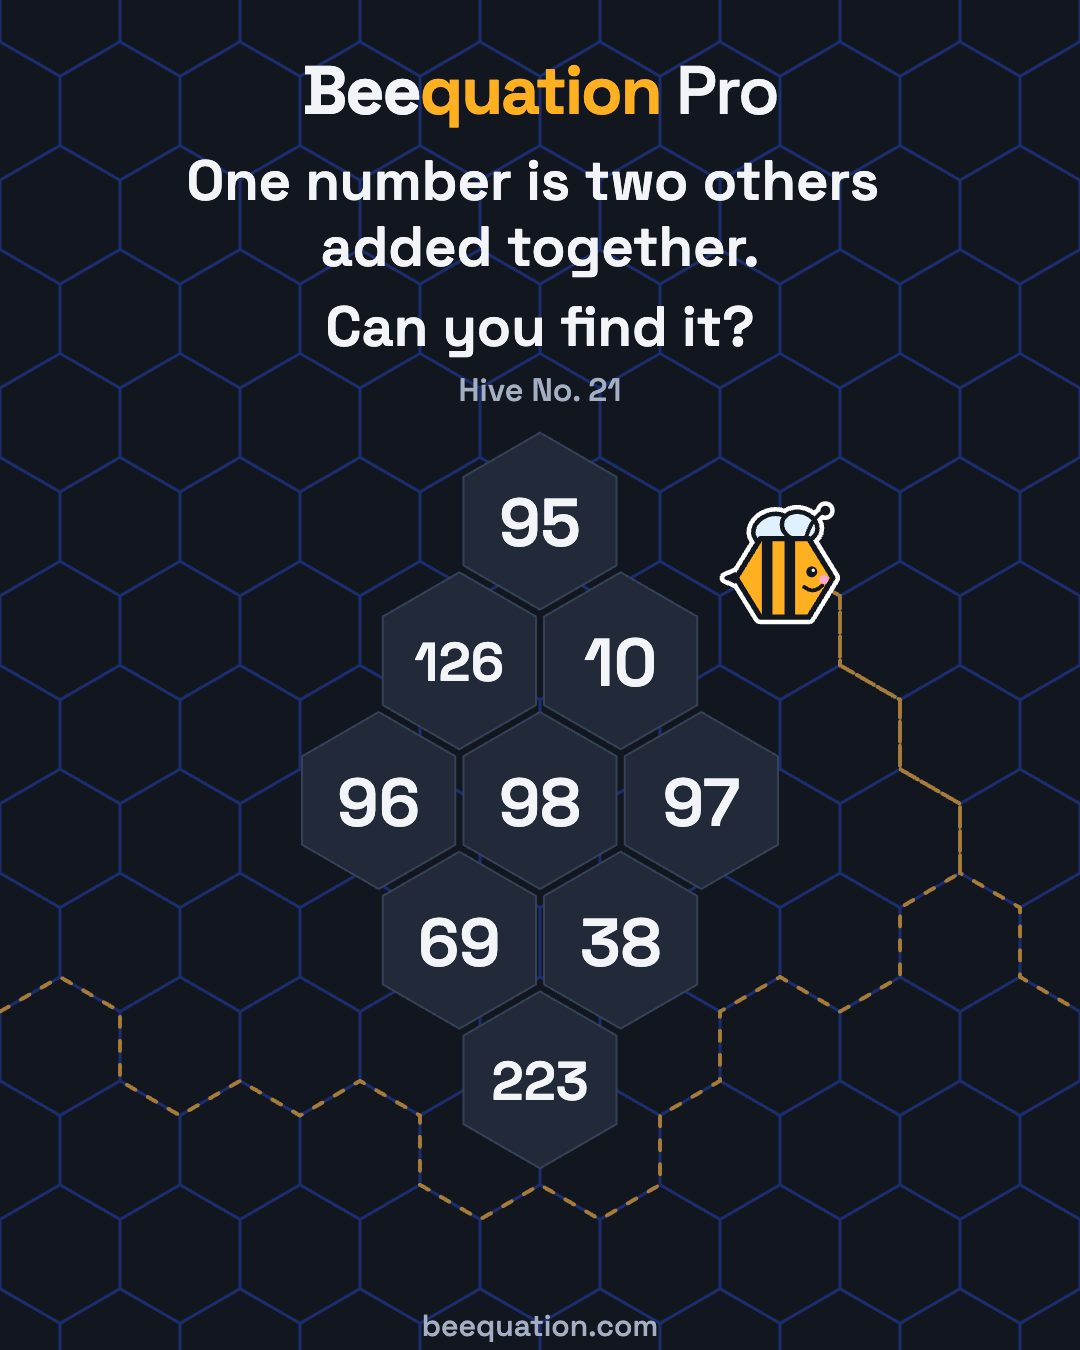 Beequation Pro
One number is two others
added together.
Can you find it?
Hive No. 21
95
126 10
96 98 97
69 38
223
beequation.com